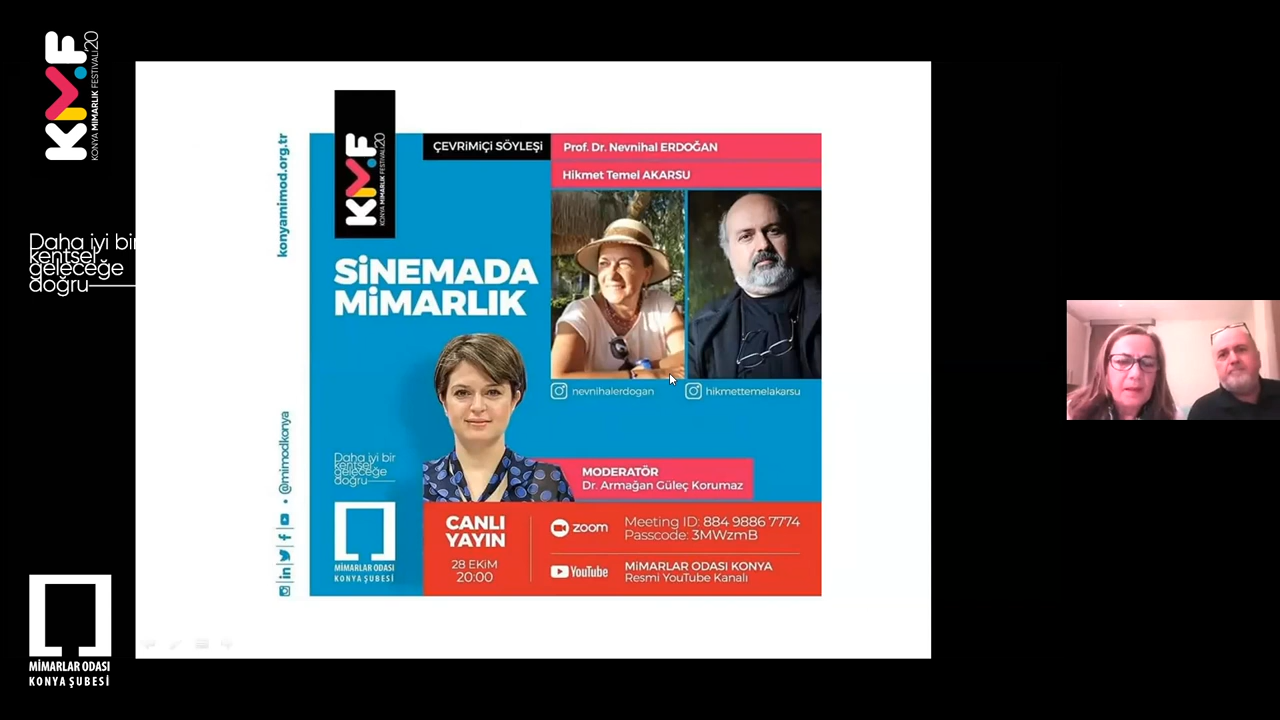 KMF
KONYA MİMARLIK FESTİVALİ'20
Daha iyi bir
kentsel
geleceğe
doğru
MİMARLAR ODASI
KONYA ŞUBESİ
konyamimod.org.tr
@mimodkonya
KMF
KONYA MİMARLIK FESTİVALİ'20
ÇEVRİMİÇİ SÖYLEŞİ
Prof. Dr. Nevnihal ERDOĞAN
Hikmet Temel AKARSU
SİNEMADA
MİMARLIK
nevnihalerdogan
hikmettemelakarsu
MODERATÖR
Dr. Armağan Güleç Korumaz
Daha iyi bir
kentsel
geleceğe
doğru
MİMARLAR ODASI
KONYA ŞUBESİ
CANLI
YAYIN
28 EKİM
20:00
zoom
Meeting ID: 884 9886 7774
Passcode: 3MWzmB
YouTube
MİMARLAR ODASI KONYA
Resmi YouTube Kanalı